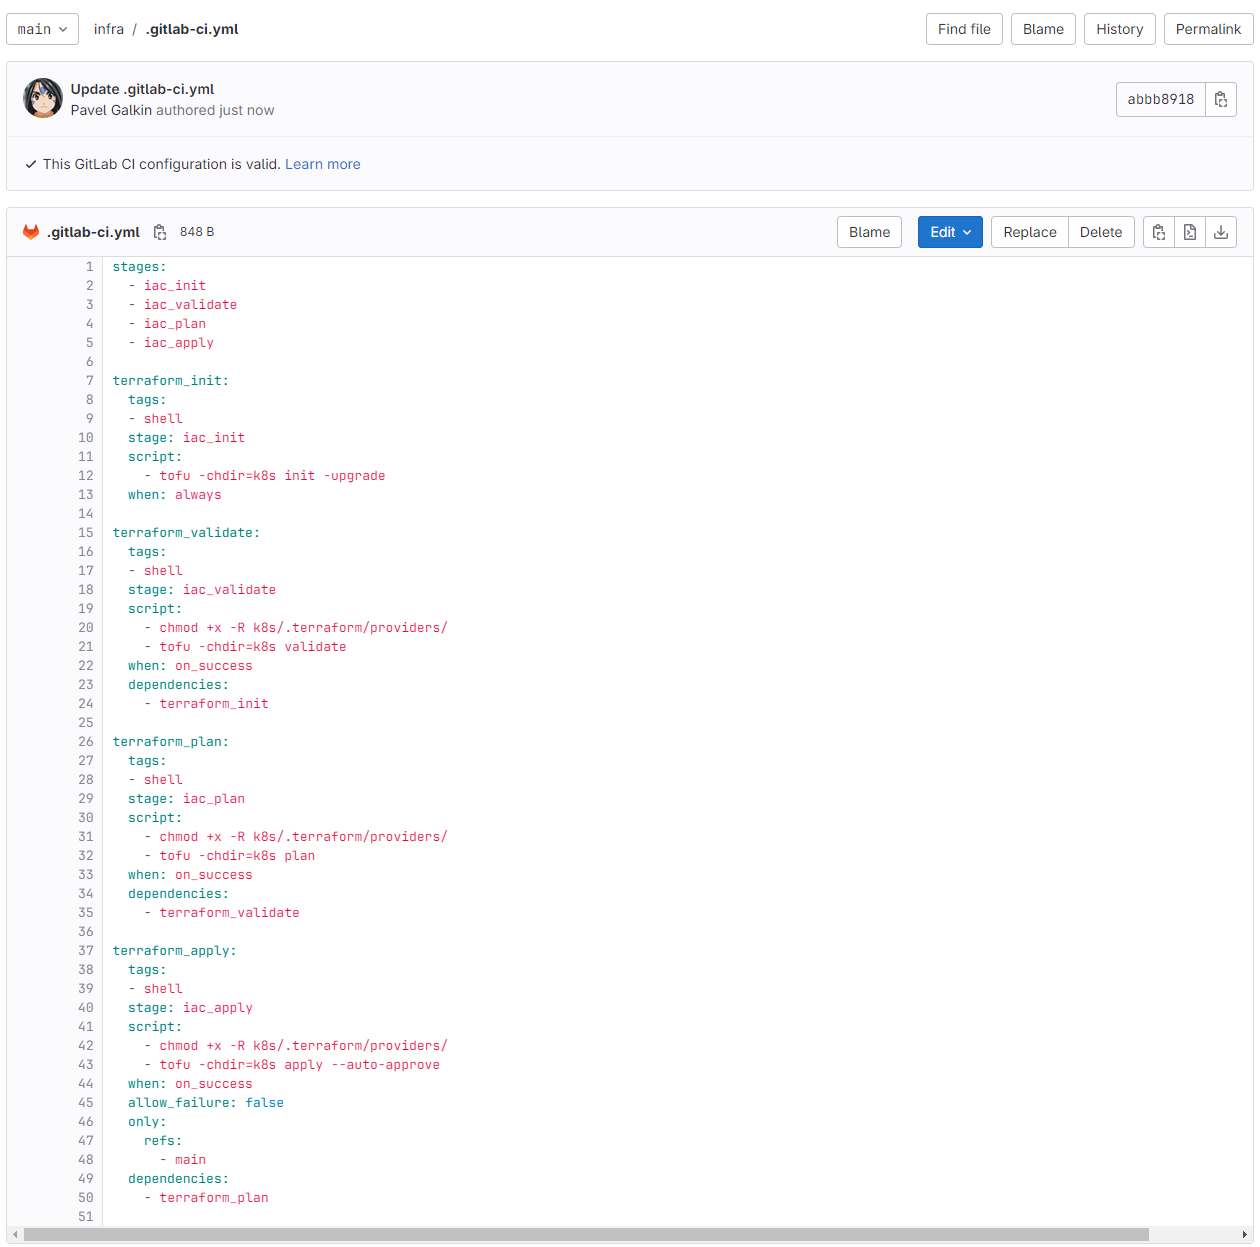 main infra / .gitlab-ci.yml Find file Blame History Permalink
Update .gitlab-ci.yml
Pavel Galkin authored just now
abbb8918
This GitLab CI configuration is valid. Learn more
.gitlab-ci.yml 848 B Blame Edit Replace Delete
1 stages:
2   - iac_init
3   - iac_validate
4   - iac_plan
5   - iac_apply
6
7 terraform_init:
8   tags:
9   - shell
10   stage: iac_init
11   script:
12     - tofu -chdir=k8s init -upgrade
13   when: always
14
15 terraform_validate:
16   tags:
17   - shell
18   stage: iac_validate
19   script:
20     - chmod +x -R k8s/.terraform/providers/
21     - tofu -chdir=k8s validate
22   when: on_success
23   dependencies:
24     - terraform_init
25
26 terraform_plan:
27   tags:
28   - shell
29   stage: iac_plan
30   script:
31     - chmod +x -R k8s/.terraform/providers/
32     - tofu -chdir=k8s plan
33   when: on_success
34   dependencies:
35     - terraform_validate
36
37 terraform_apply:
38   tags:
39   - shell
40   stage: iac_apply
41   script:
42     - chmod +x -R k8s/.terraform/providers/
43     - tofu -chdir=k8s apply --auto-approve
44   when: on_success
45   allow_failure: false
46   only:
47     refs:
48       - main
49   dependencies:
50     - terraform_plan
51